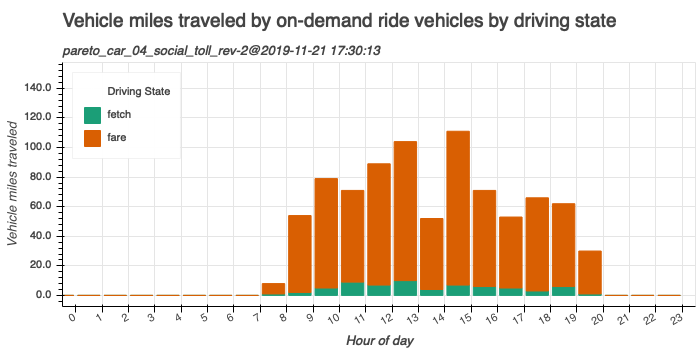 Vehicle miles traveled by on-demand ride vehicles by driving state
pareto_car_04_social_toll_rev-2@2019-11-21 17:30:13
Driving State
fetch
fare
Vehicle miles traveled
140.0
120.0
100.0
80.0
60.0
40.0
20.0
0.0
0 1 2 3 4 5 6 7 8 9 10 11 12 13 14 15 16 17 18 19 20 21 22 23
Hour of day